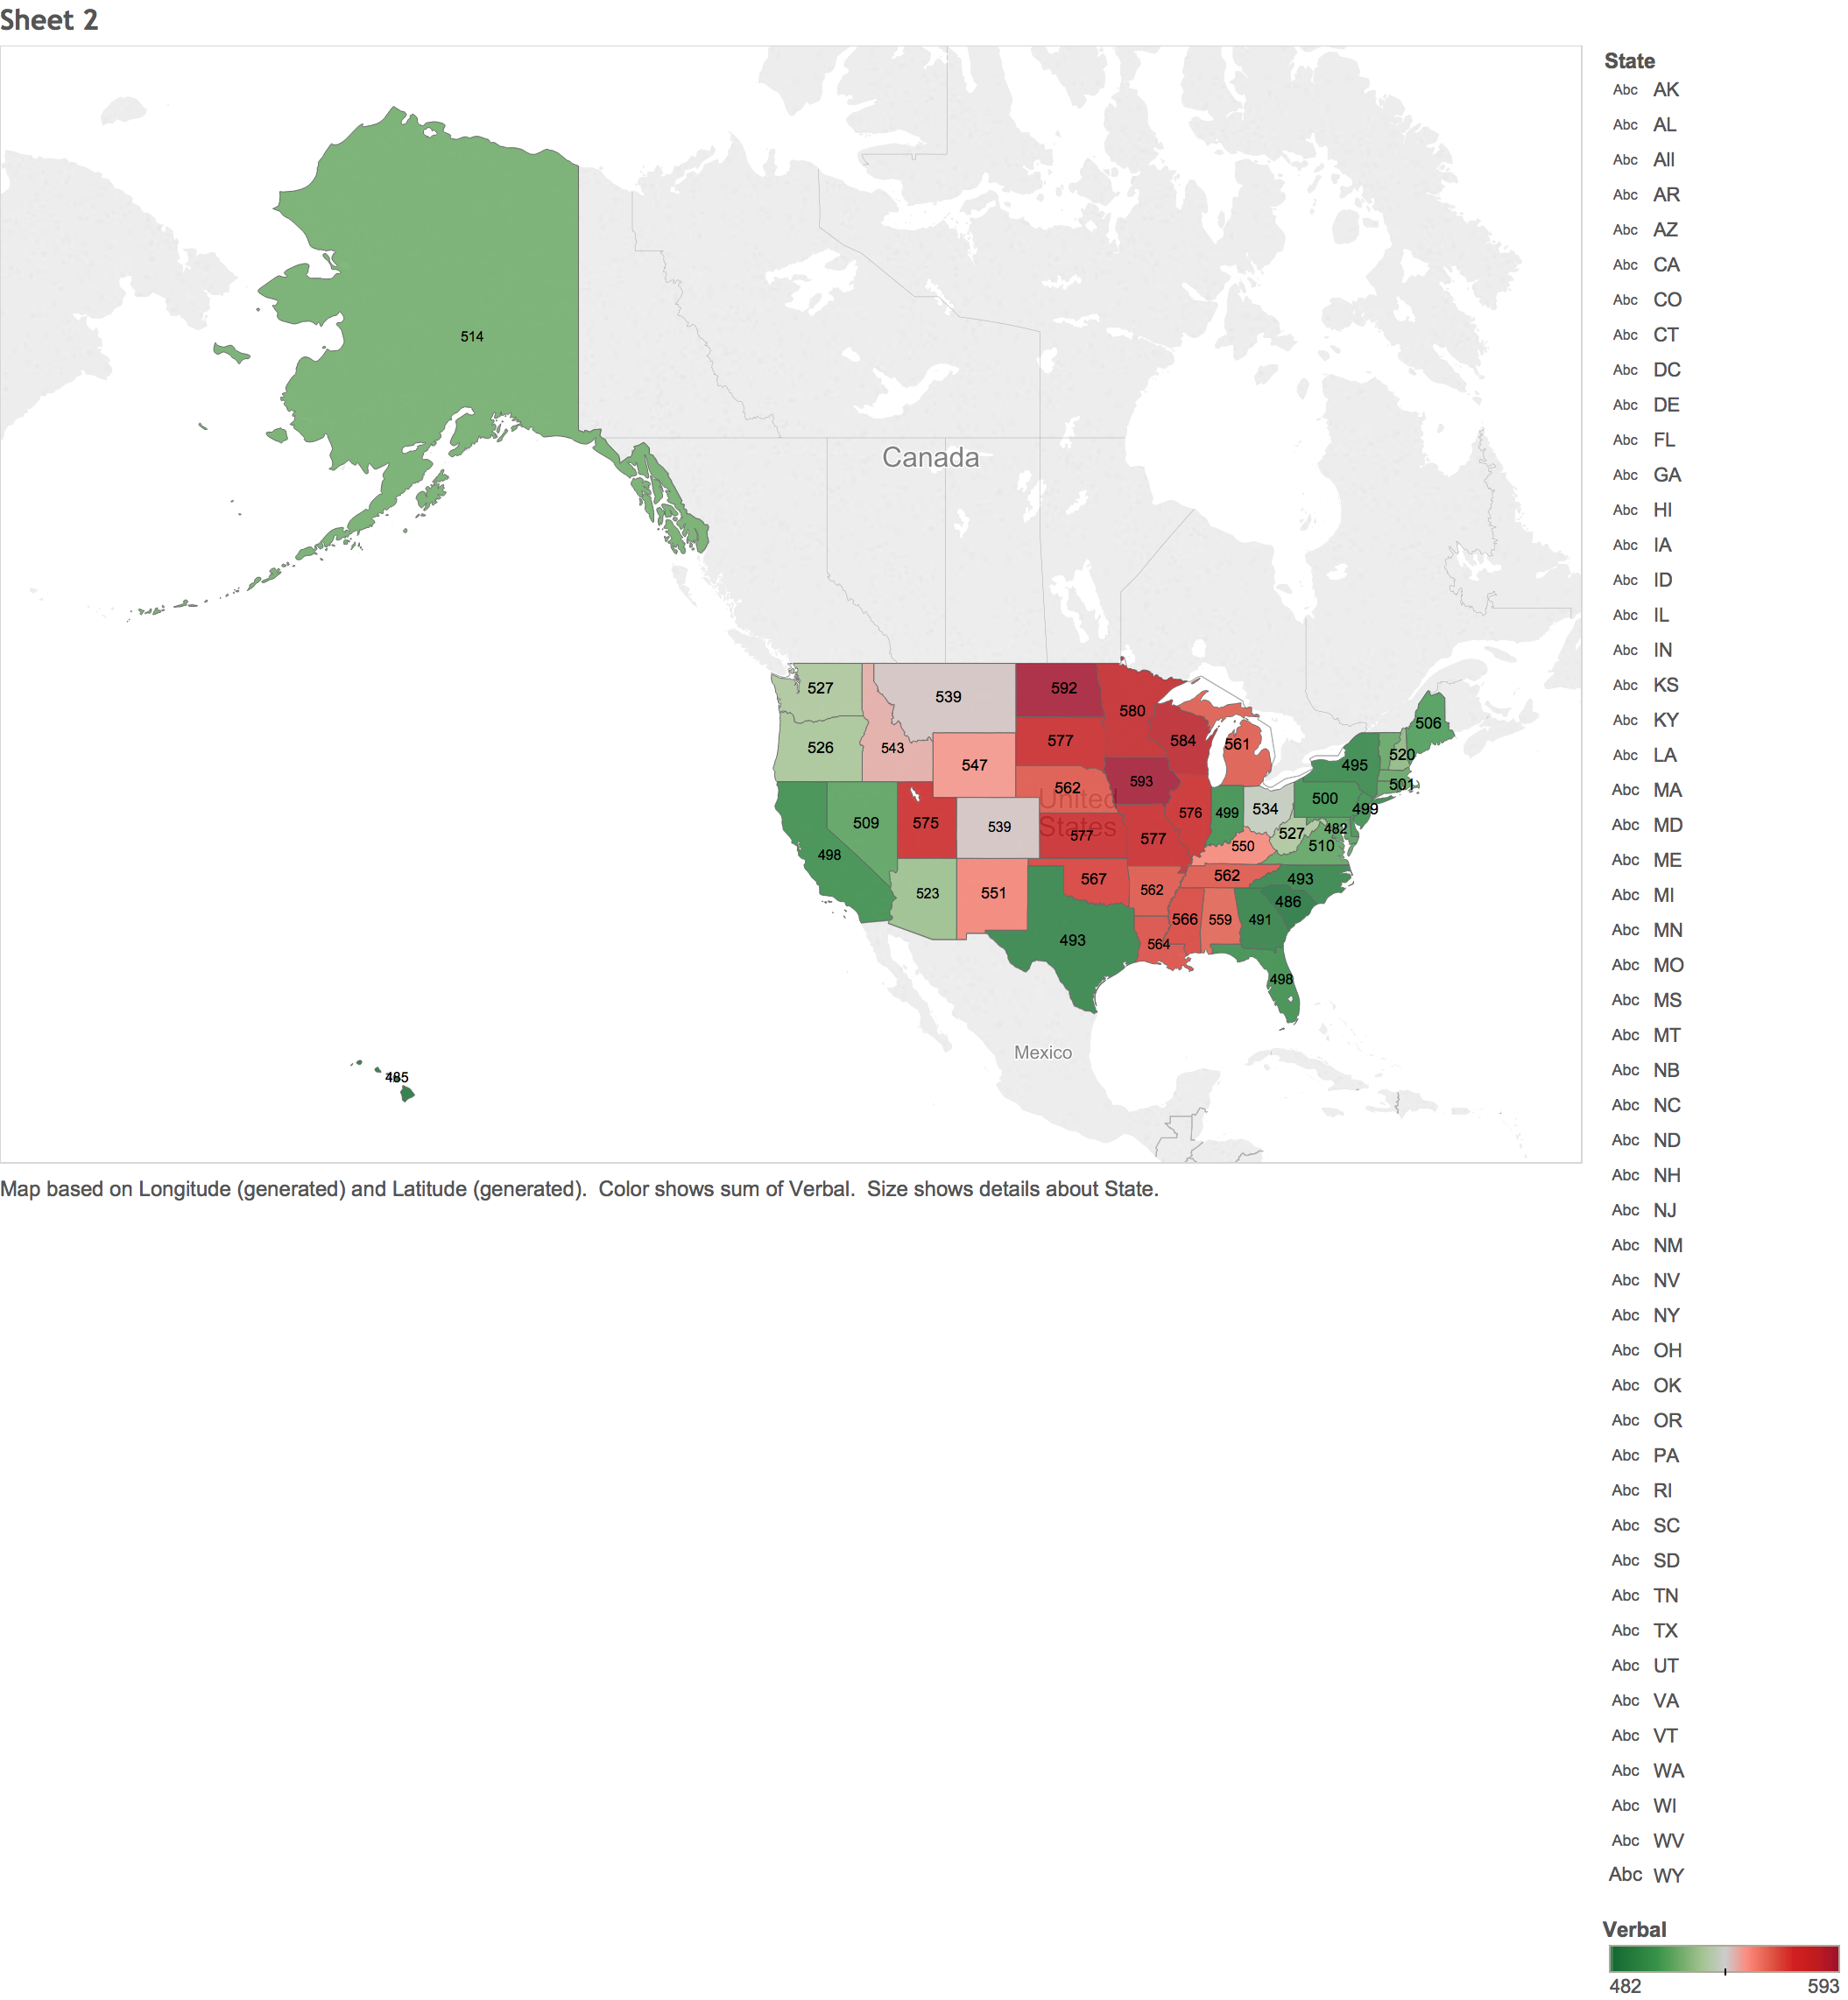 Sheet 2
514
Canada
527
539
592
580
506
526
543
577
584
561
520
547
495
593
562
501
United
States
500
534
499
509
575
539
576
499
577
577
527
482
510
498
550
523
551
567
562
562
493
486
566
559
491
493
564
498
Mexico
485
Map based on Longitude (generated) and Latitude (generated).  Color shows sum of Verbal.  Size shows details about State.
State
Abc AK
Abc AL
Abc All
Abc AR
Abc AZ
Abc CA
Abc CO
Abc CT
Abc DC
Abc DE
Abc FL
Abc GA
Abc HI
Abc IA
Abc ID
Abc IL
Abc IN
Abc KS
Abc KY
Abc LA
Abc MA
Abc MD
Abc ME
Abc MI
Abc MN
Abc MO
Abc MS
Abc MT
Abc NB
Abc NC
Abc ND
Abc NH
Abc NJ
Abc NM
Abc NV
Abc NY
Abc OH
Abc OK
Abc OR
Abc PA
Abc RI
Abc SC
Abc SD
Abc TN
Abc TX
Abc UT
Abc VA
Abc VT
Abc WA
Abc WI
Abc WV
Abc WY
Verbal
482 593